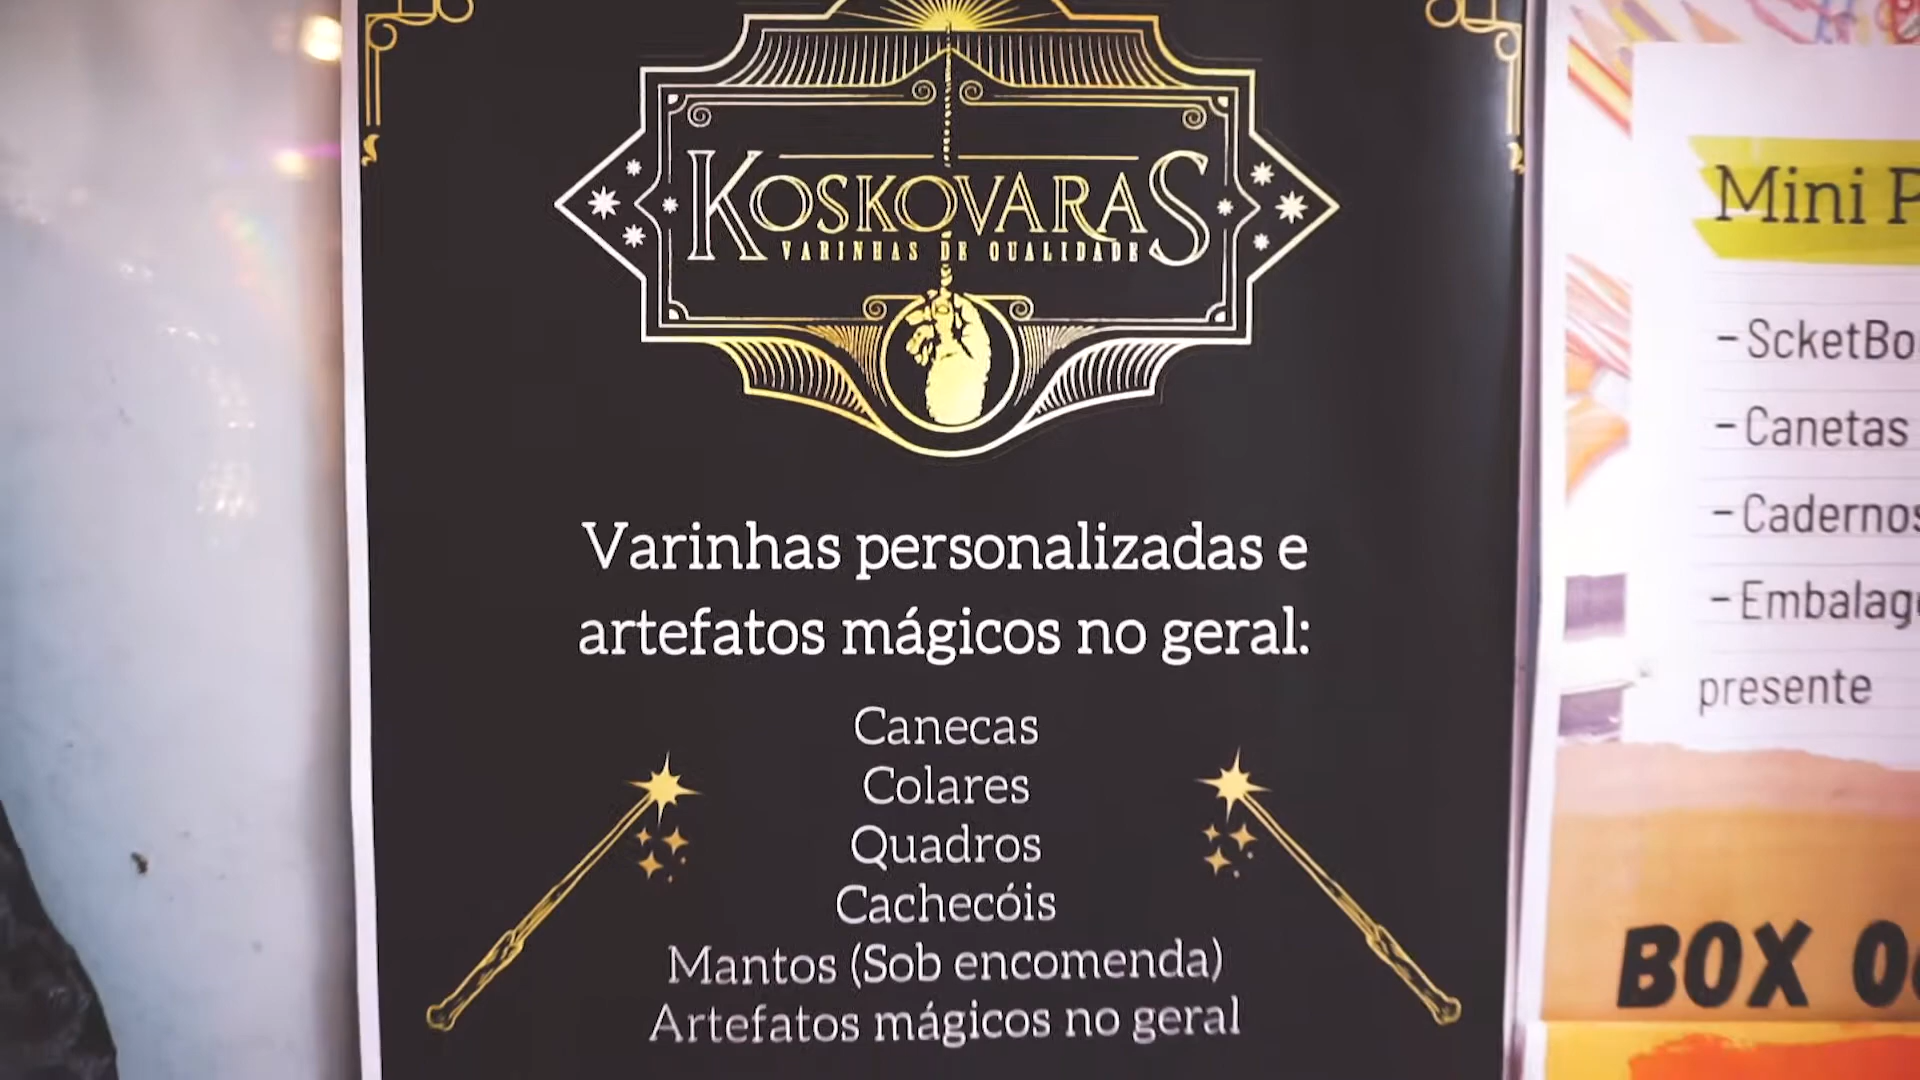 KOSKOVARAS
VARINHAS DE QUALIDADE
Varinhas personalizadas e
artefatos mágicos no geral:
Canecas
Colares
Quadros
Cachecóis
Mantos (Sob encomenda)
Artefatos mágicos no geral
Mini
- ScketBo
- Canetas
- Cadernos
- Embalag
presente
BOX